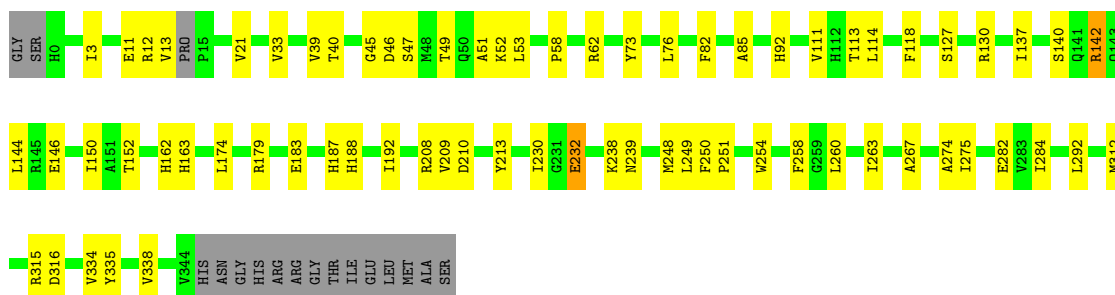 GLY SER H0 I3 E11 R12 V13 PRO P15 V21 V33 V39 T40 G45 D46 S47 M48 T49 Q50 A51 K52 L53 P58 R62 Y73 L76 F82 A85 H92 V111 H112 T113 L114 F118 S127 R130 I137 S140 Q141 R142
L144 R145 E146 I150 A151 T152 H162 H163 L174 R179 E183 H187 H188 I192 R208 V209 D210 Y213 I230 G231 E232 K238 N239 M248 L249 F250 P251 W254 F258 G259 L260 I263 A267 A274 I275 E282 V283 I284 L292 M312
R315 D316 V334 Y335 V338 V344 HIS ASN GLY HIS ARG ARG GLY THR ILE GLU LEU MET ALA SER